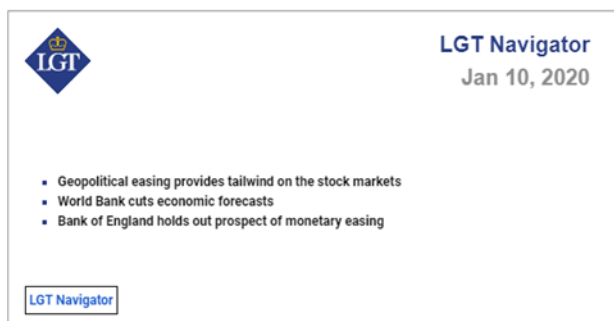 LGT
LGT Navigator
Jan 10, 2020
Geopolitical easing provides tailwind on the stock markets
World Bank cuts economic forecasts
Bank of England holds out prospect of monetary easing
LGT Navigator